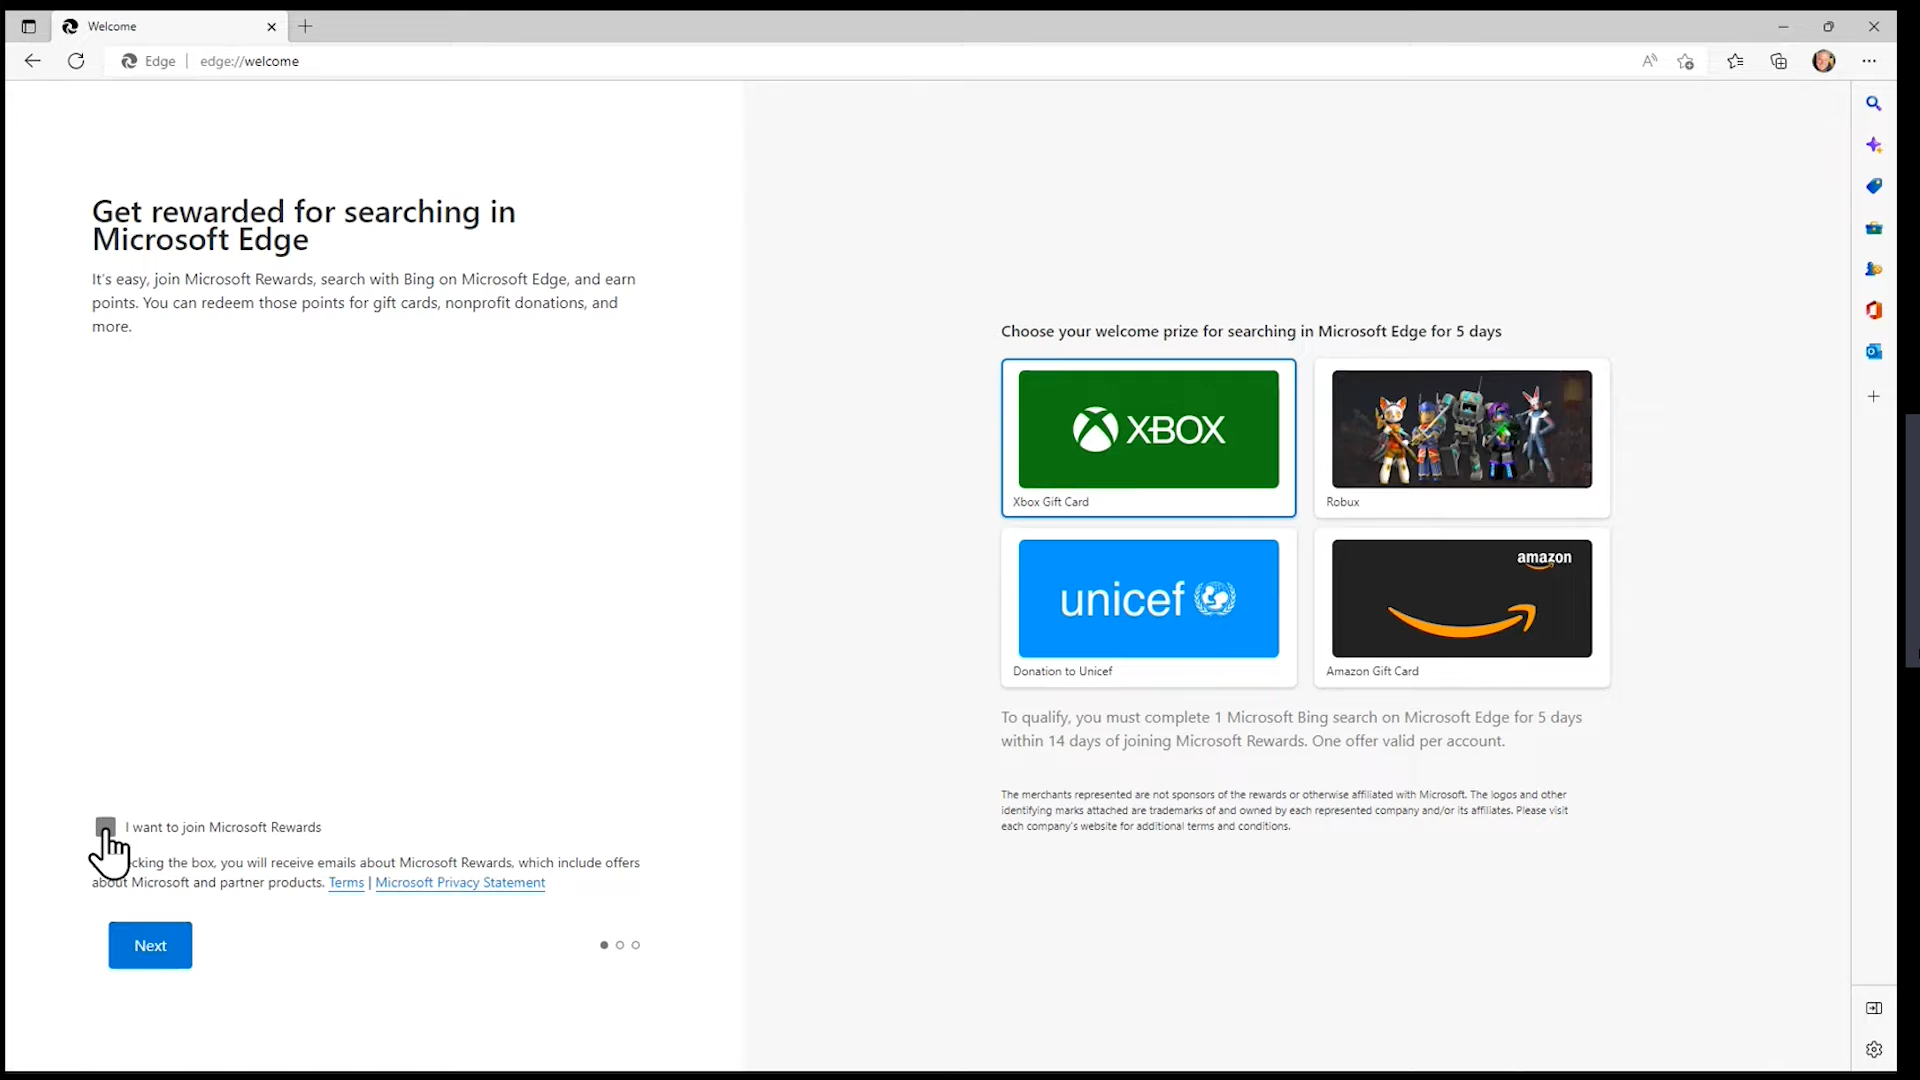 Welcome
Edge
edge://welcome
Get rewarded for searching in
Microsoft Edge
It's easy, join Microsoft Rewards, search with Bing on Microsoft Edge, and earn
points. You can redeem those points for gift cards, nonprofit donations, and
more.
I want to join Microsoft Rewards
cking the box, you will receive emails about Microsoft Rewards, which include offers
about Microsoft and partner products. Terms | Microsoft Privacy Statement
Next
Choose your welcome prize for searching in Microsoft Edge for 5 days
XBOX
Xbox Gift Card
Robux
unicef
Donation to Unicef
amazon
Amazon Gift Card
To qualify, you must complete 1 Microsoft Bing search on Microsoft Edge for 5 days
within 14 days of joining Microsoft Rewards. One offer valid per account.
The merchants represented are not sponsors of the rewards or otherwise affiliated with Microsoft. The logos and other
identifying marks attached are trademarks of and owned by each represented company and/or its affiliates. Please visit
each company's website for additional terms and conditions.